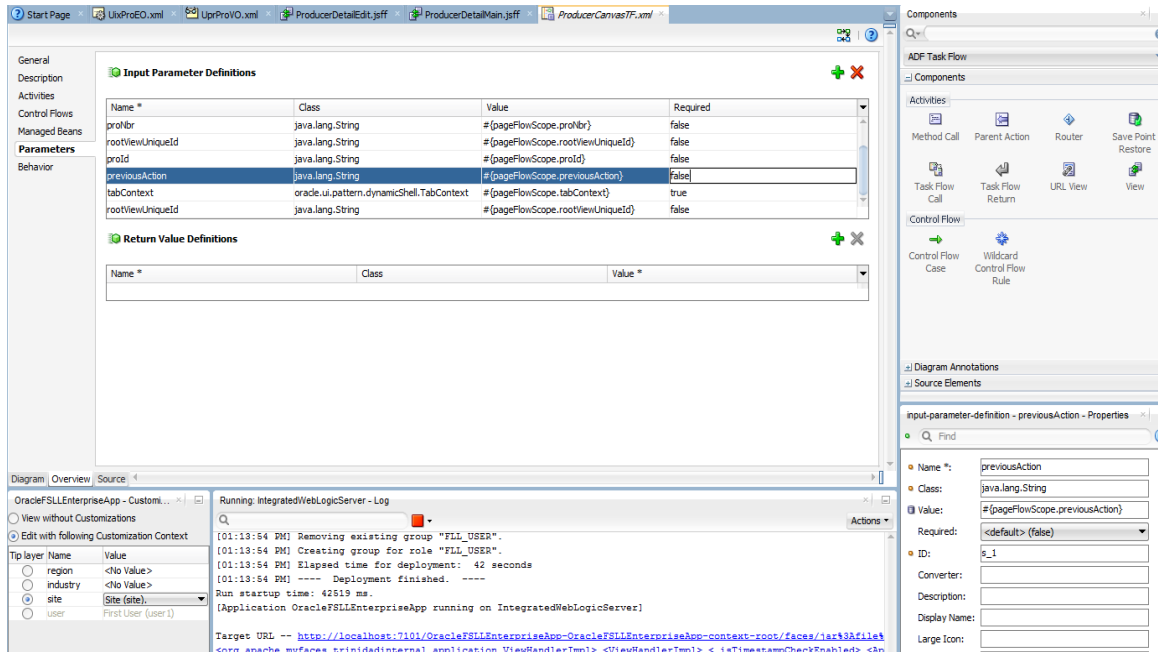 Start Page UixProEO.xml UprProVO.xml ProducerDetailEdit.jsff ProducerDetailMain.jsff ProducerCanvasTF.xml
General
Description
Activities
Control Flows
Managed Beans
Parameters
Behavior
Input Parameter Definitions
Name * Class Value Required
proNbr java.lang.String #{pageFlowScope.proNbr} false
rootViewUniqueId java.lang.String #{pageFlowScope.rootViewUniqueId} false
proId java.lang.String #{pageFlowScope.proId} false
previousAction java.lang.String #{pageFlowScope.previousAction} false
tabContext oracle.ui.pattern.dynamicShell.TabContext #{pageFlowScope.tabContext} true
rootViewUniqueId java.lang.String #{pageFlowScope.rootViewUniqueId} false
Return Value Definitions
Name * Class Value *
Diagram Overview Source
Components
ADF Task Flow
Components
Activities
Method Call Parent Action Router Save Point
Restore
Task Flow Task Flow URL View View
Call Return
Control Flow
Control Flow Wildcard
Case Control Flow
Rule
Diagram Annotations
Source Elements
OracleFSLLEnterpriseApp - Customi...
View without Customizations
Edit with following Customization Context
Tip layer Name Value
region <No Value>
industry <No Value>
site Site (site).
user First User (user1)
Running: IntegratedWebLogicServer - Log
Actions
[01:13:54 PM] Removing existing group "FLL_USER".
[01:13:54 PM] Creating group for role "FLL_USER".
[01:13:54 PM] Elapsed time for deployment: 42 seconds
[01:13:54 PM] ---- Deployment finished. ----
Run startup time: 42519 ms.
[Application OracleFSLLEnterpriseApp running on IntegratedWebLogicServer]
Target URL -- http://localhost:7101/OracleFSLLEnterpriseApp-OracleFSLLEnterpriseApp-context-root/faces/jar%3Afile%
<org.apache.myfaces.trinidadinternal.application.ViewHandlerImpl> <ViewHandlerImpl> <_isTimestampCheckEnabled> <Ap
input-parameter-definition - previousAction - Properties
Find
Name *: previousAction
Class: java.lang.String
Value: #{pageFlowScope.previousAction}
Required: <default> (false)
ID: s_1
Converter:
Description:
Display Name:
Large Icon: